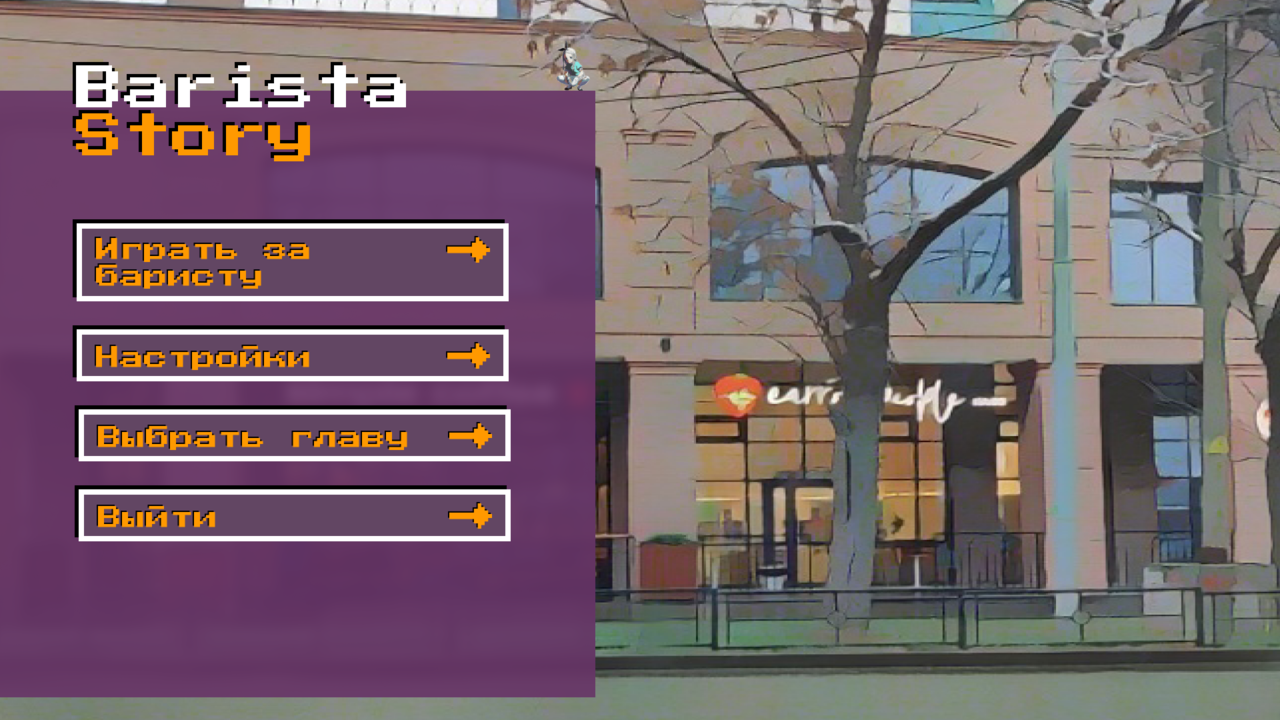 Barista
Story
Играть за
баристу
Настройки
Выбрать главу
Выйти